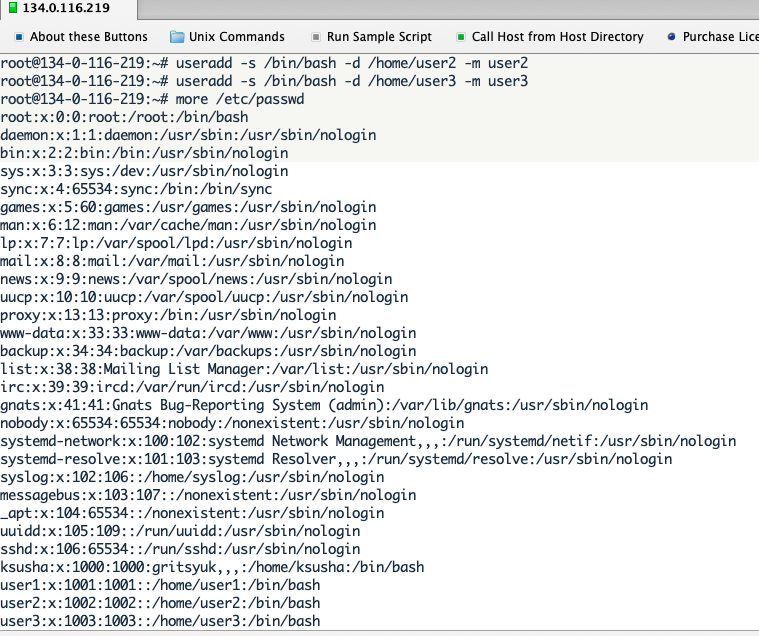 134.0.116.219
About these Buttons Unix Commands Run Sample Script Call Host from Host Directory Purchase Lice
root@134-0-116-219:~# useradd -s /bin/bash -d /home/user2 -m user2
root@134-0-116-219:~# useradd -s /bin/bash -d /home/user3 -m user3
root@134-0-116-219:~# more /etc/passwd
root:x:0:0:root:/root:/bin/bash
daemon:x:1:1:daemon:/usr/sbin:/usr/sbin/nologin
bin:x:2:2:bin:/bin:/usr/sbin/nologin
sys:x:3:3:sys:/dev:/usr/sbin/nologin
sync:x:4:65534:sync:/bin:/bin/sync
games:x:5:60:games:/usr/games:/usr/sbin/nologin
man:x:6:12:man:/var/cache/man:/usr/sbin/nologin
lp:x:7:7:lp:/var/spool/lpd:/usr/sbin/nologin
mail:x:8:8:mail:/var/mail:/usr/sbin/nologin
news:x:9:9:news:/var/spool/news:/usr/sbin/nologin
uucp:x:10:10:uucp:/var/spool/uucp:/usr/sbin/nologin
proxy:x:13:13:proxy:/bin:/usr/sbin/nologin
www-data:x:33:33:www-data:/var/www:/usr/sbin/nologin
backup:x:34:34:backup:/var/backups:/usr/sbin/nologin
list:x:38:38:Mailing List Manager:/var/list:/usr/sbin/nologin
irc:x:39:39:ircd:/var/run/ircd:/usr/sbin/nologin
gnats:x:41:41:Gnats Bug-Reporting System (admin):/var/lib/gnats:/usr/sbin/nologin
nobody:x:65534:65534:nobody:/nonexistent:/usr/sbin/nologin
systemd-network:x:100:102:systemd Network Management,,,:/run/systemd/netif:/usr/sbin/nologin
systemd-resolve:x:101:103:systemd Resolver,,,:/run/systemd/resolve:/usr/sbin/nologin
syslog:x:102:106::/home/syslog:/usr/sbin/nologin
messagebus:x:103:107::/nonexistent:/usr/sbin/nologin
_apt:x:104:65534::/nonexistent:/usr/sbin/nologin
uuidd:x:105:109::/run/uuidd:/usr/sbin/nologin
sshd:x:106:65534::/run/sshd:/usr/sbin/nologin
ksusha:x:1000:1000:gritsyuk,,,:/home/ksusha:/bin/bash
user1:x:1001:1001::/home/user1:/bin/bash
user2:x:1002:1002::/home/user2:/bin/bash
user3:x:1003:1003::/home/user3:/bin/bash